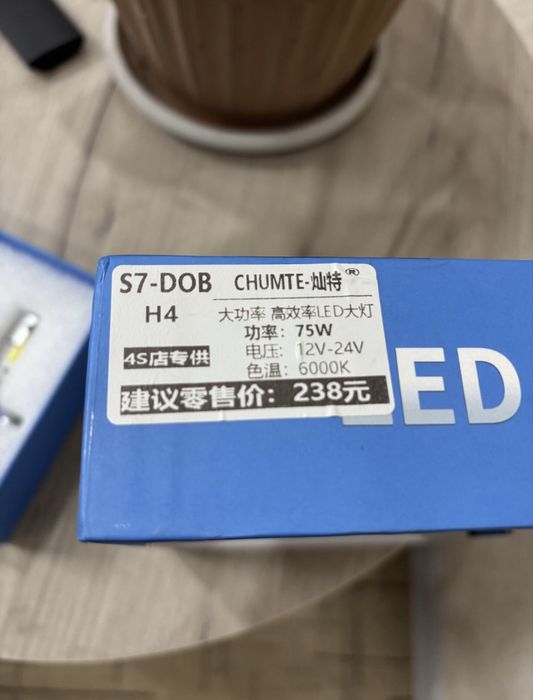 S7-DOB CHUMTE-灿特®
H4 大功率 高效率LED大灯
功率：75W
4S店专供 电压：12V-24V
色温：6000K
建议零售价：238元
LED